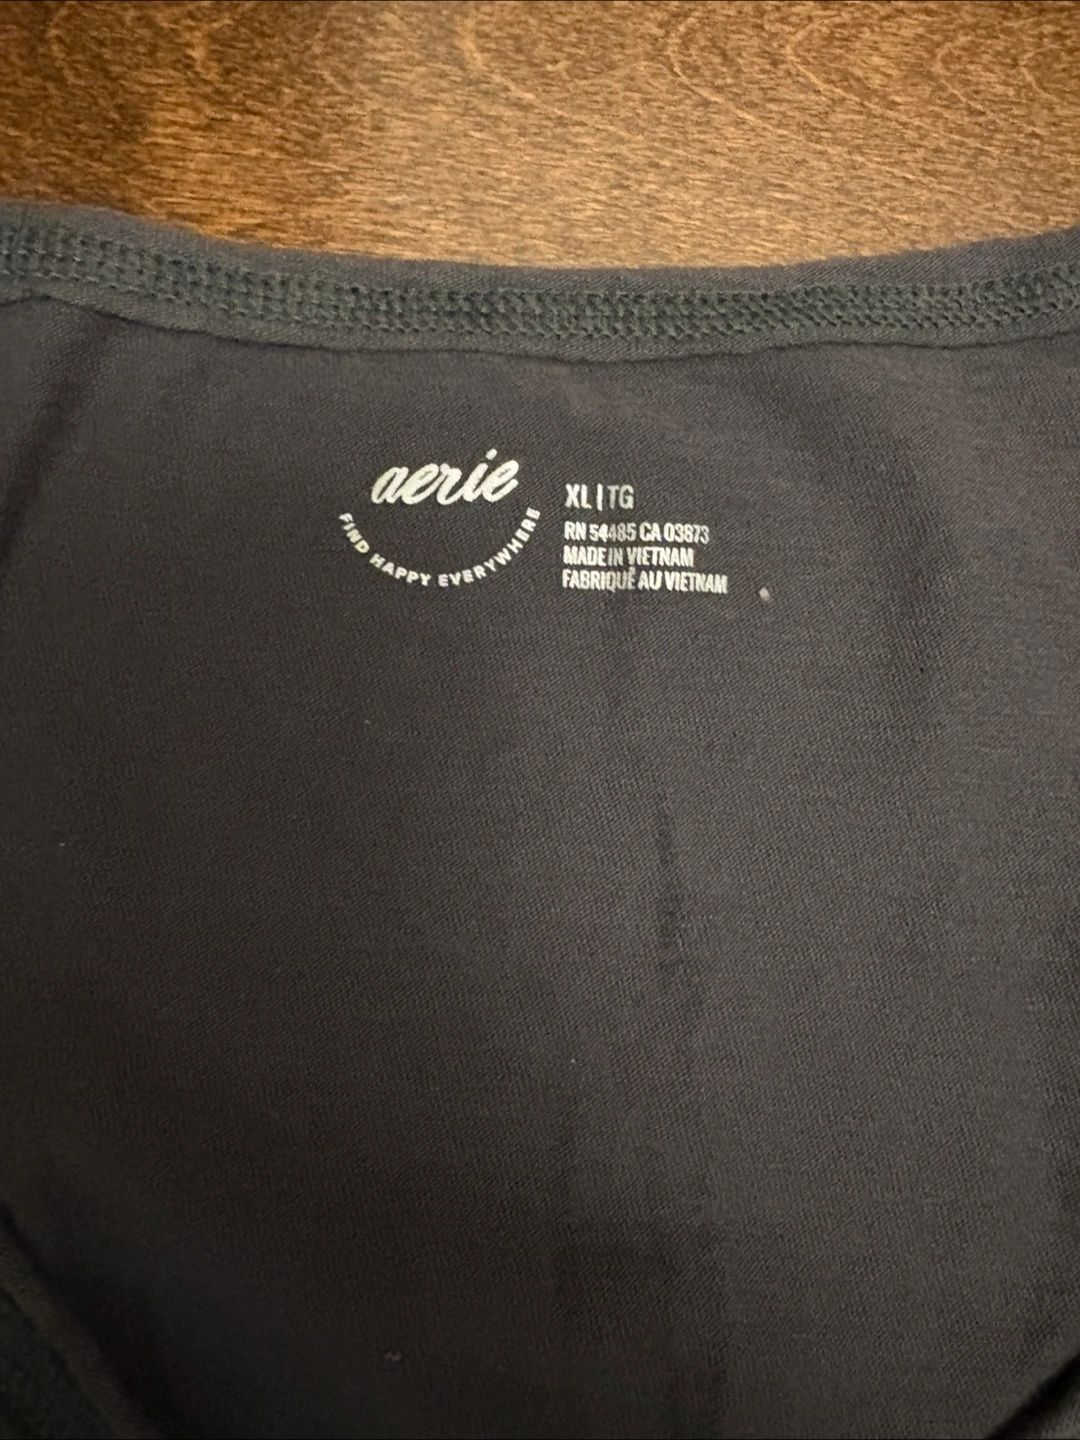 aerie
FIND HAPPY EVERYWHERE
XL|TG
RN 54485 CA 03873
MADE IN VIETNAM
FABRIQUÉ AU VIETNAM